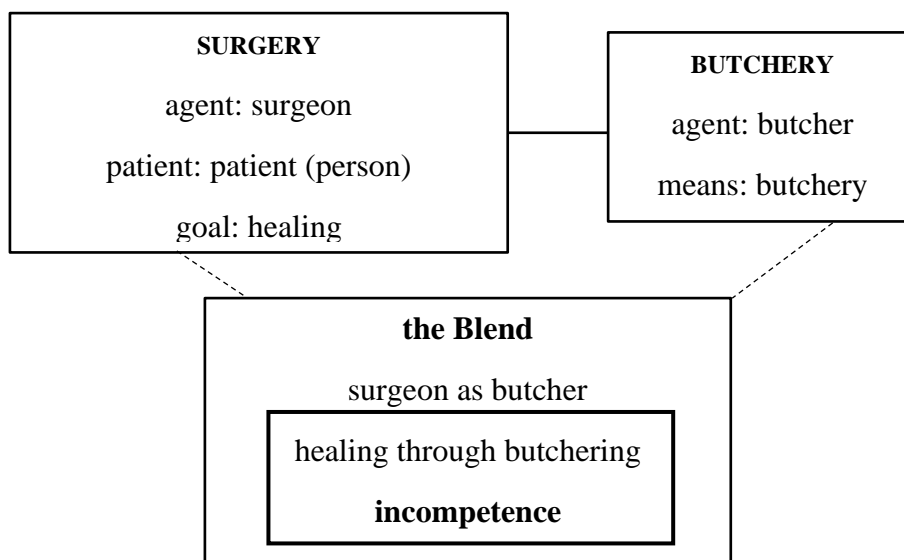 SURGERY
agent: surgeon
patient: patient (person)
goal: healing
BUTCHERY
agent: butcher
means: butchery
the Blend
surgeon as butcher
healing through butchering
incompetence